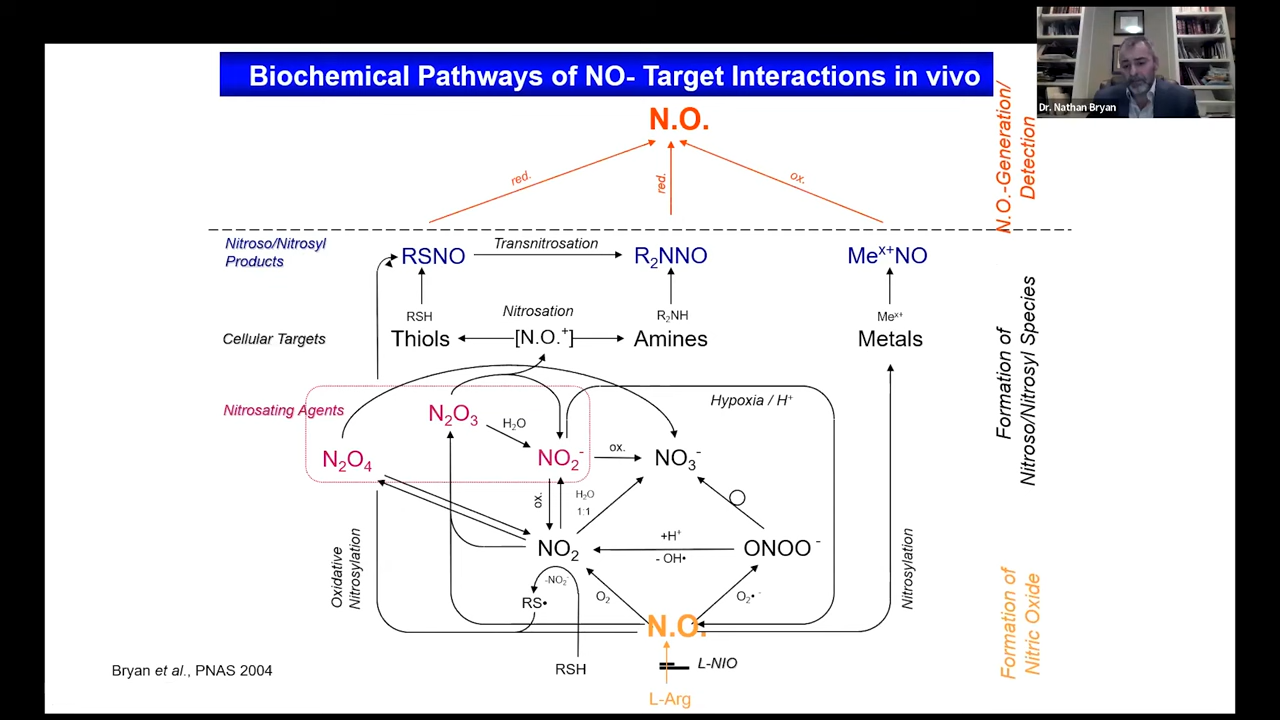 Biochemical Pathways of NO- Target Interactions in vivo
Dr. Nathan Bryan
N.O.
N.O.-Generation/
Detection
red.
red.
ox.
Nitroso/Nitrosyl
Products
RSNO
Transnitrosation
R₂NNO
Meˣ⁺NO
RSH
Nitrosation
R₂NH
Meˣ⁺
Cellular Targets
Thiols
[N.O.⁺]
Amines
Metals
Formation of
Nitroso/Nitrosyl Species
Nitrosating Agents
N₂O₃
H₂O
Hypoxia / H⁺
N₂O₄
NO₂⁻
ox.
NO₃⁻
ox.
H₂O
1:1
Oxidative
Nitrosylation
NO₂
+H⁺
- OH•
ONOO⁻
Nitrosylation
-NO₂⁻
RS•
O₂
O₂•⁻
N.O.
Formation of
Nitric Oxide
RSH
L-NIO
L-Arg
Bryan et al., PNAS 2004